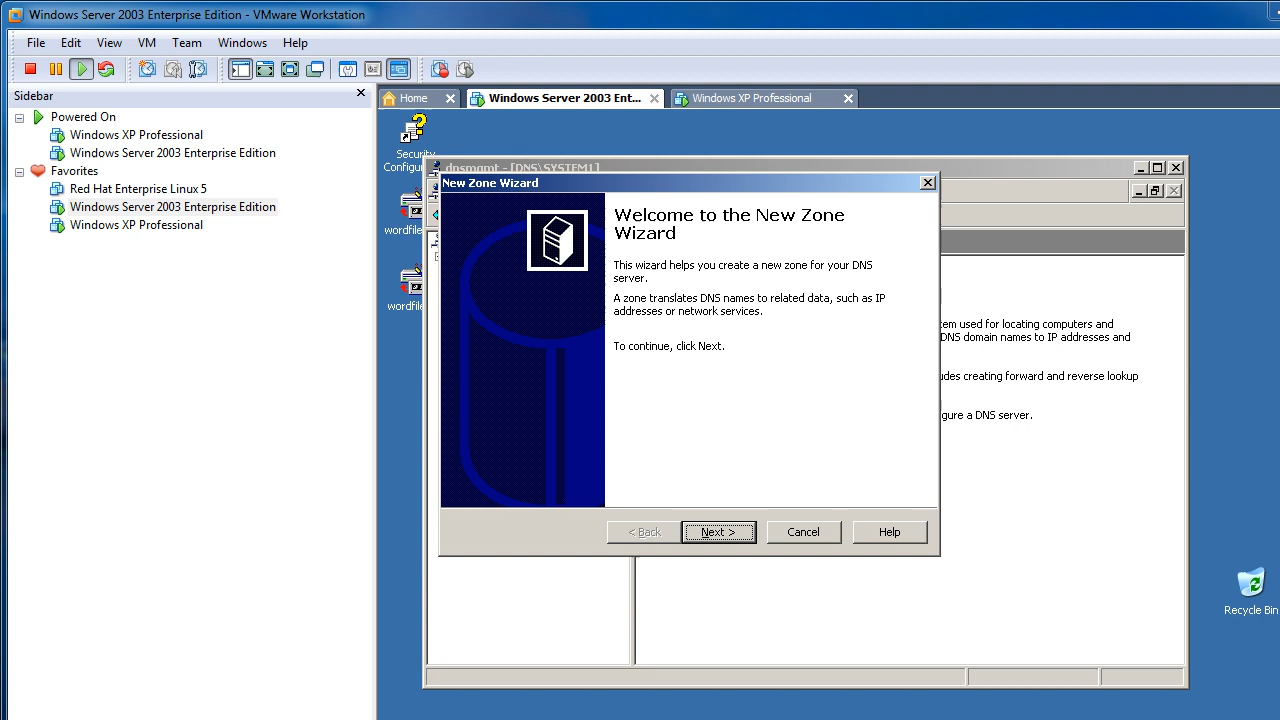 Windows Server 2003 Enterprise Edition - VMware Workstation
File Edit View VM Team Windows Help
Sidebar
Powered On
Windows XP Professional
Windows Server 2003 Enterprise Edition
Favorites
Red Hat Enterprise Linux 5
Windows Server 2003 Enterprise Edition
Windows XP Professional
Home
Windows Server 2003 Ent...
Windows XP Professional
Security
Configur
wordfile
wordfile
dnsmgmt - [DNS\SYSTEM1]
New Zone Wizard
Welcome to the New Zone
Wizard
This wizard helps you create a new zone for your DNS
server.
A zone translates DNS names to related data, such as IP
addresses or network services.
To continue, click Next.
< Back
Next >
Cancel
Help
tem used for locating computers and
DNS domain names to IP addresses and
udes creating forward and reverse lookup
gure a DNS server.
Recycle Bin